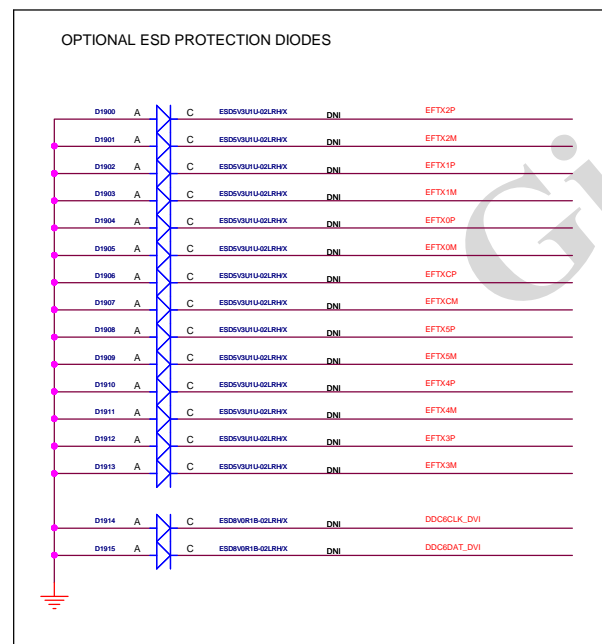 OPTIONAL ESD PROTECTION DIODES
D1900 A C ESD5V3U1U-02LRH/X DNI EFTX2P
D1901 A C ESD5V3U1U-02LRH/X DNI EFTX2M
D1902 A C ESD5V3U1U-02LRH/X DNI EFTX1P
D1903 A C ESD5V3U1U-02LRH/X DNI EFTX1M
D1904 A C ESD5V3U1U-02LRH/X DNI EFTX0P
D1905 A C ESD5V3U1U-02LRH/X DNI EFTX0M
D1906 A C ESD5V3U1U-02LRH/X DNI EFTXCP
D1907 A C ESD5V3U1U-02LRH/X DNI EFTXCM
D1908 A C ESD5V3U1U-02LRH/X DNI EFTX5P
D1909 A C ESD5V3U1U-02LRH/X DNI EFTX5M
D1910 A C ESD5V3U1U-02LRH/X DNI EFTX4P
D1911 A C ESD5V3U1U-02LRH/X DNI EFTX4M
D1912 A C ESD5V3U1U-02LRH/X DNI EFTX3P
D1913 A C ESD5V3U1U-02LRH/X DNI EFTX3M
D1914 A C ESD8V0R1B-02LRH/X DNI DDC6CLK_DVI
D1915 A C ESD8V0R1B-02LRH/X DNI DDC6DAT_DVI